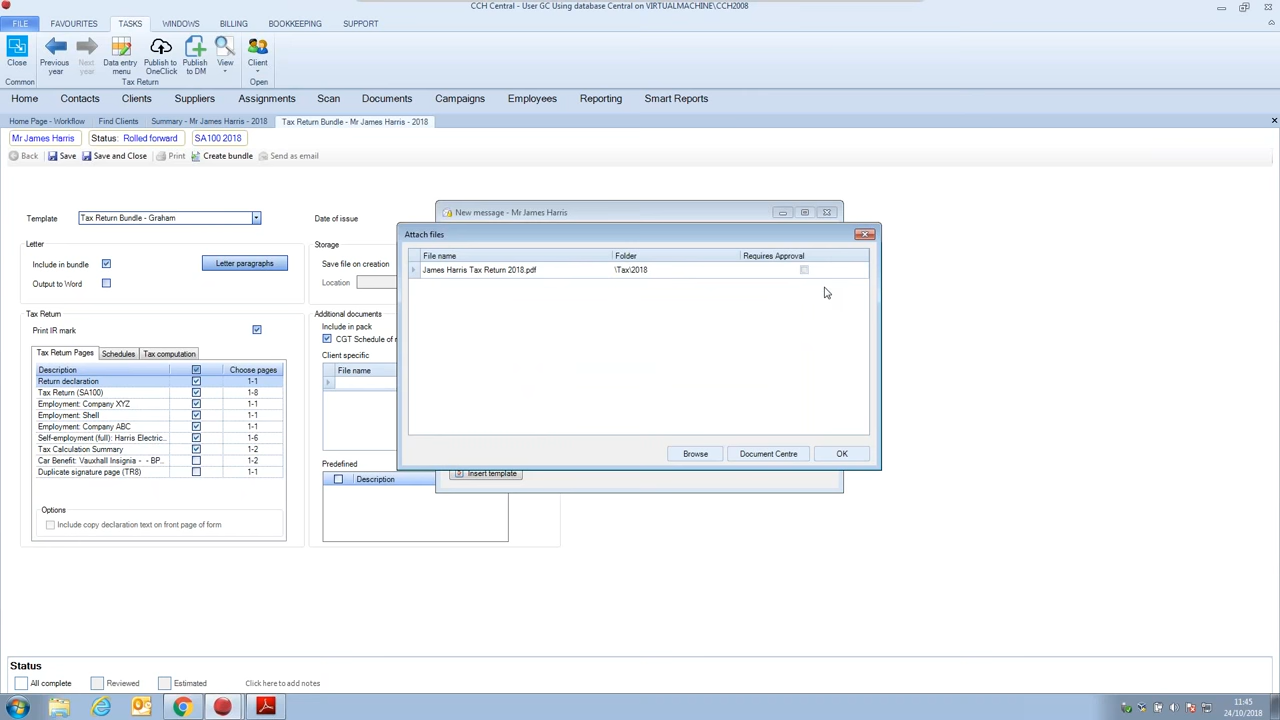 CCH Central - User GC Using database Central on VIRTUALMACHINE\CCH2008
FILE FAVOURITES TASKS WINDOWS BILLING BOOKKEEPING SUPPORT
Close Previous year Next year Data entry menu Publish to OneClick Publish to DM View Client
Common Tax Return Open
Home Contacts Clients Suppliers Assignments Scan Documents Campaigns Employees Reporting Smart Reports
Home Page - Workflow Find Clients Summary - Mr James Harris - 2018 Tax Return Bundle - Mr James Harris - 2018
Mr James Harris Status: Rolled forward SA100 2018
Back Save Save and Close Print Create bundle Send as email
Template Tax Return Bundle - Graham Date of issue
New message - Mr James Harris
Attach files
Letter Storage
File name Folder Requires Approval
Include in bundle Letter paragraphs Save file on creation
James Harris Tax Return 2018.pdf \Tax\2018
Output to Word Location
Tax Return Additional documents
Print IR mark Include in pack
CGT Schedule of
Tax Return Pages Schedules Tax computation Client specific
Description Choose pages File name
Return declaration 1-1
Tax Return (SA100) 1-8
Employment: Company XYZ 1-1
Employment: Shell 1-1
Employment: Company ABC 1-1
Self-employment (full): Harris Electric... 1-6
Tax Calculation Summary 1-2
Car Benefit: Vauxhall Insignia - - BP... 1-2
Duplicate signature page (TR8) 1-1
Browse Document Centre OK
Predefined
Description
Insert template
Options
Include copy declaration text on front page of form
Status
All complete Reviewed Estimated Click here to add notes
11:45
24/10/2018